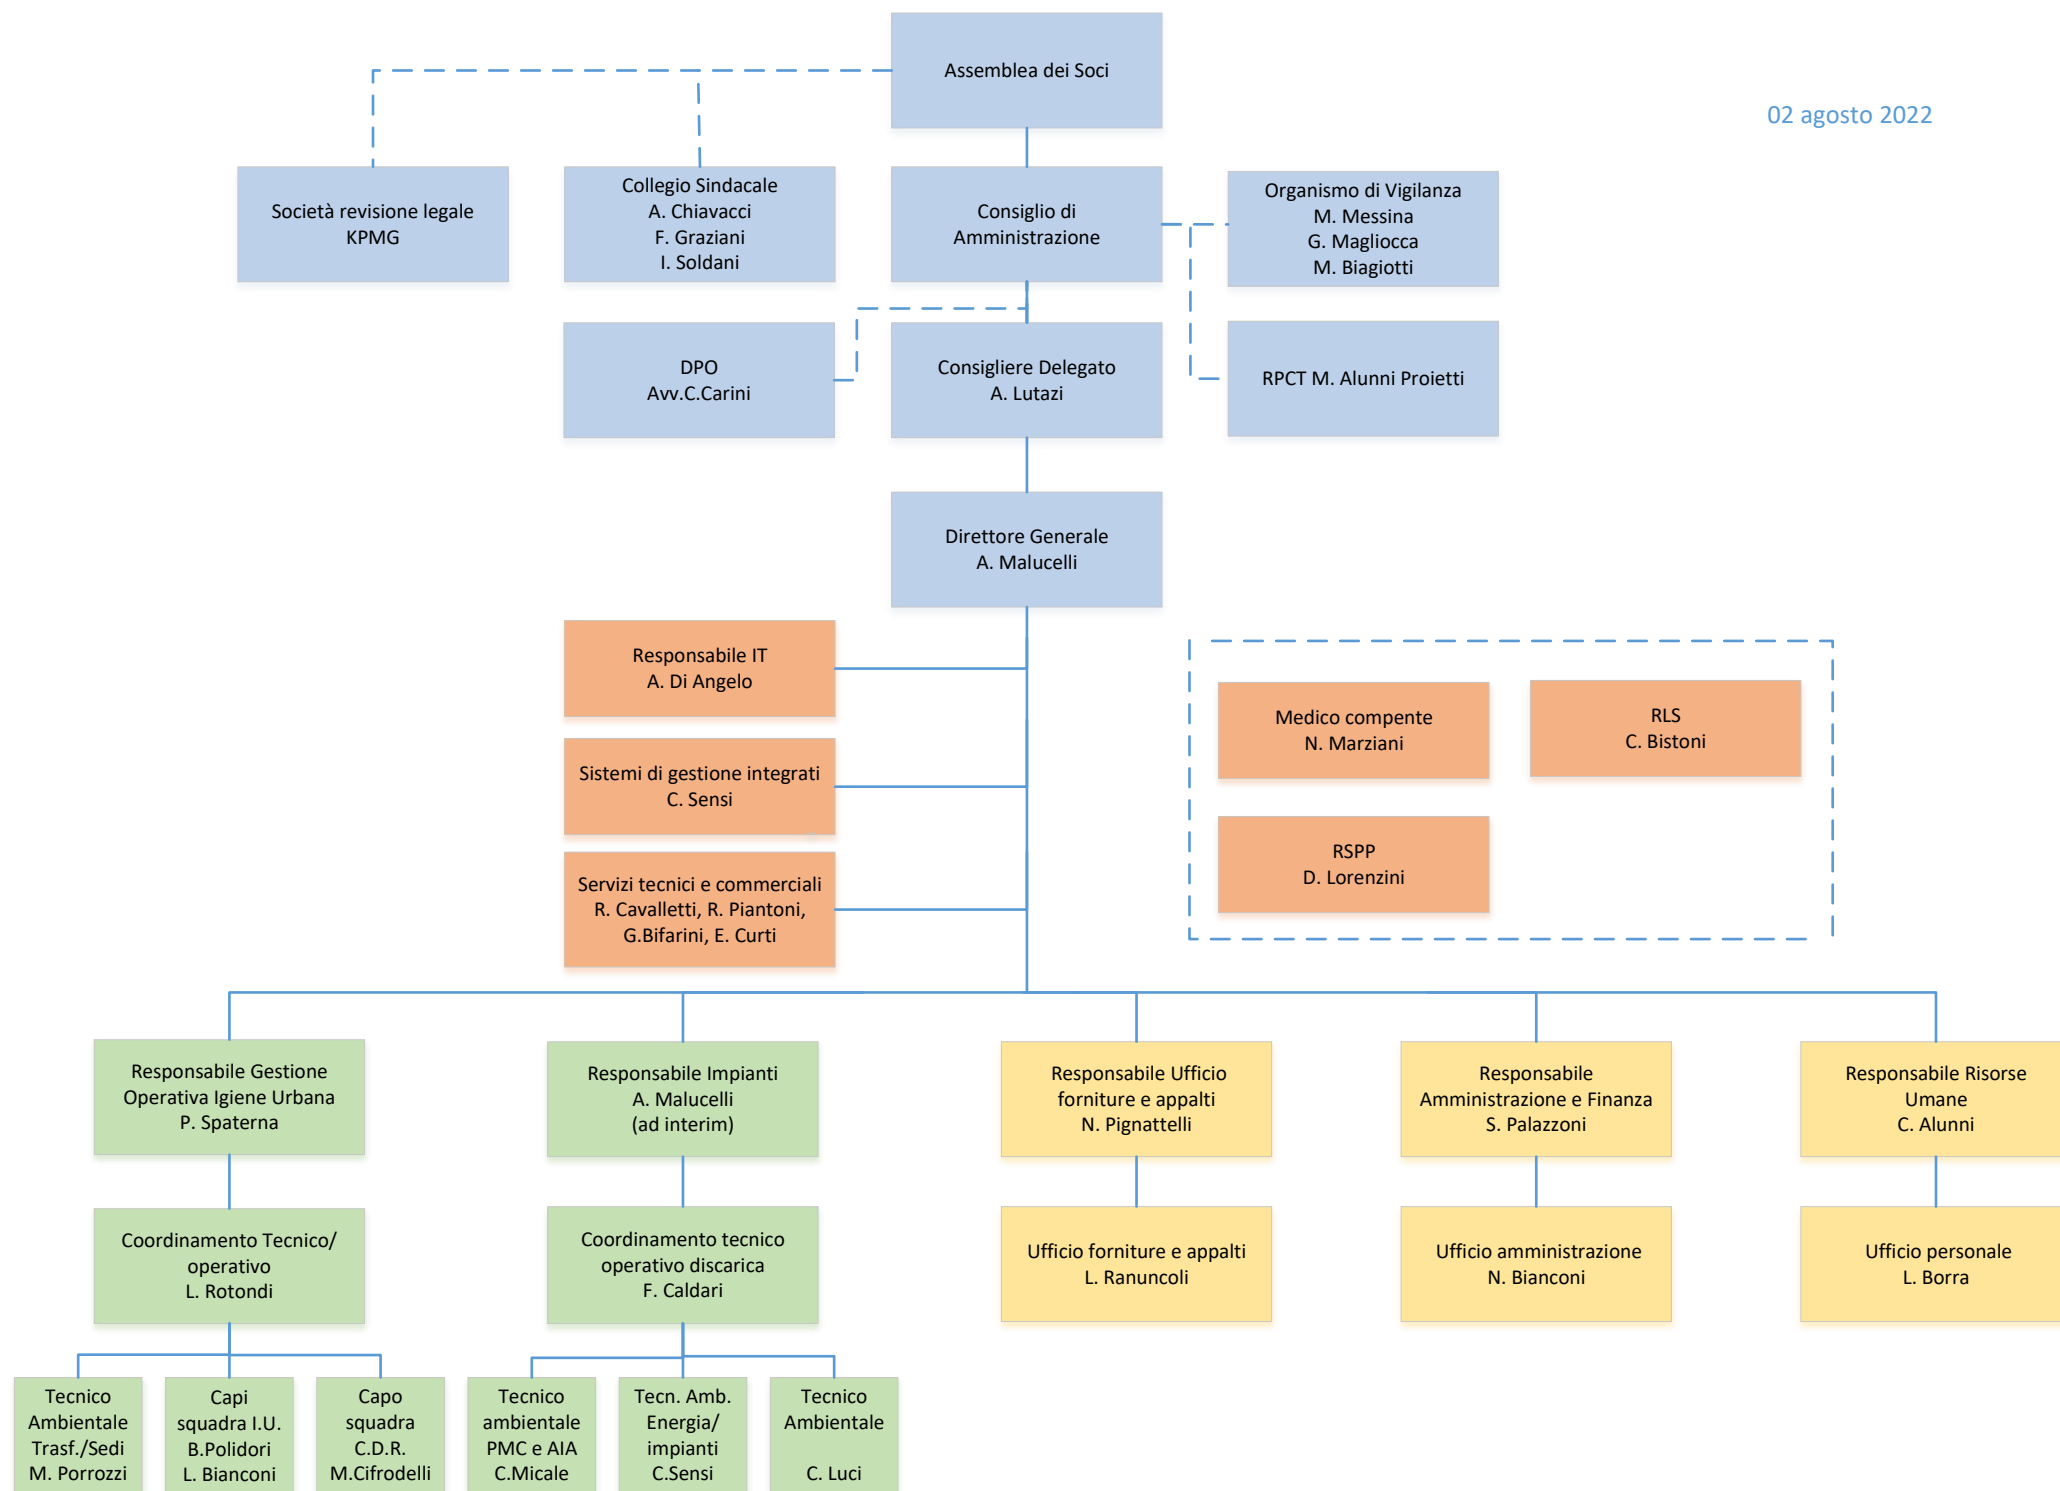 Assemblea dei Soci
02 agosto 2022
Società revisione legale
KPMG
Collegio Sindacale
A. Chiavacci
F. Graziani
I. Soldani
Consiglio di
Amministrazione
Organismo di Vigilanza
M. Messina
G. Magliocca
M. Biagiotti
DPO
Avv.C.Carini
Consigliere Delegato
A. Lutazi
RPCT M. Alunni Proietti
Direttore Generale
A. Malucelli
Responsabile IT
A. Di Angelo
Medico compente
N. Marziani
RLS
C. Bistoni
Sistemi di gestione integrati
C. Sensi
RSPP
D. Lorenzini
Servizi tecnici e commerciali
R. Cavalletti, R. Piantoni,
G.Bifarini, E. Curti
Responsabile Gestione
Operativa Igiene Urbana
P. Spaterna
Responsabile Impianti
A. Malucelli
(ad interim)
Responsabile Ufficio
forniture e appalti
N. Pignattelli
Responsabile
Amministrazione e Finanza
S. Palazzoni
Responsabile Risorse
Umane
C. Alunni
Coordinamento Tecnico/
operativo
L. Rotondi
Coordinamento tecnico
operativo discarica
F. Caldari
Ufficio forniture e appalti
L. Ranuncoli
Ufficio amministrazione
N. Bianconi
Ufficio personale
L. Borra
Tecnico
Ambientale
Trasf./Sedi
M. Porrozzi
Capi
squadra I.U.
B.Polidori
L. Bianconi
Capo
squadra
C.D.R.
M.Cifrodelli
Tecnico
ambientale
PMC e AIA
C.Micale
Tecn. Amb.
Energia/
impianti
C.Sensi
Tecnico
Ambientale
C. Luci